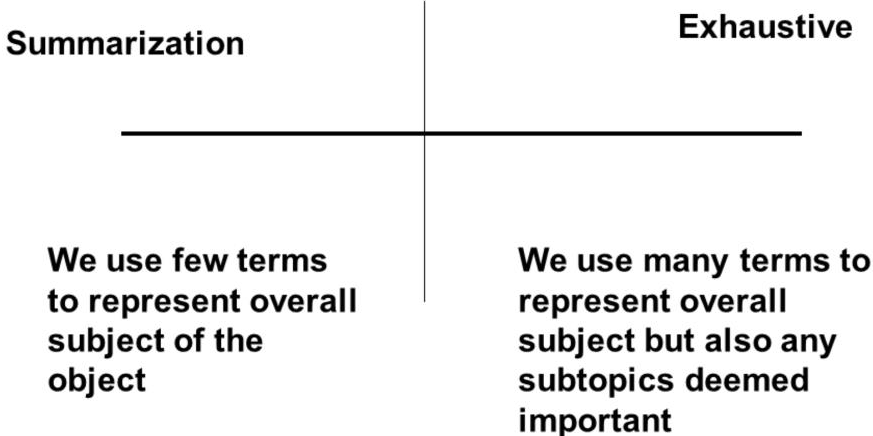 Summarization
Exhaustive
We use few terms
to represent overall
subject of the
object
We use many terms to
represent overall
subject but also any
subtopics deemed
important